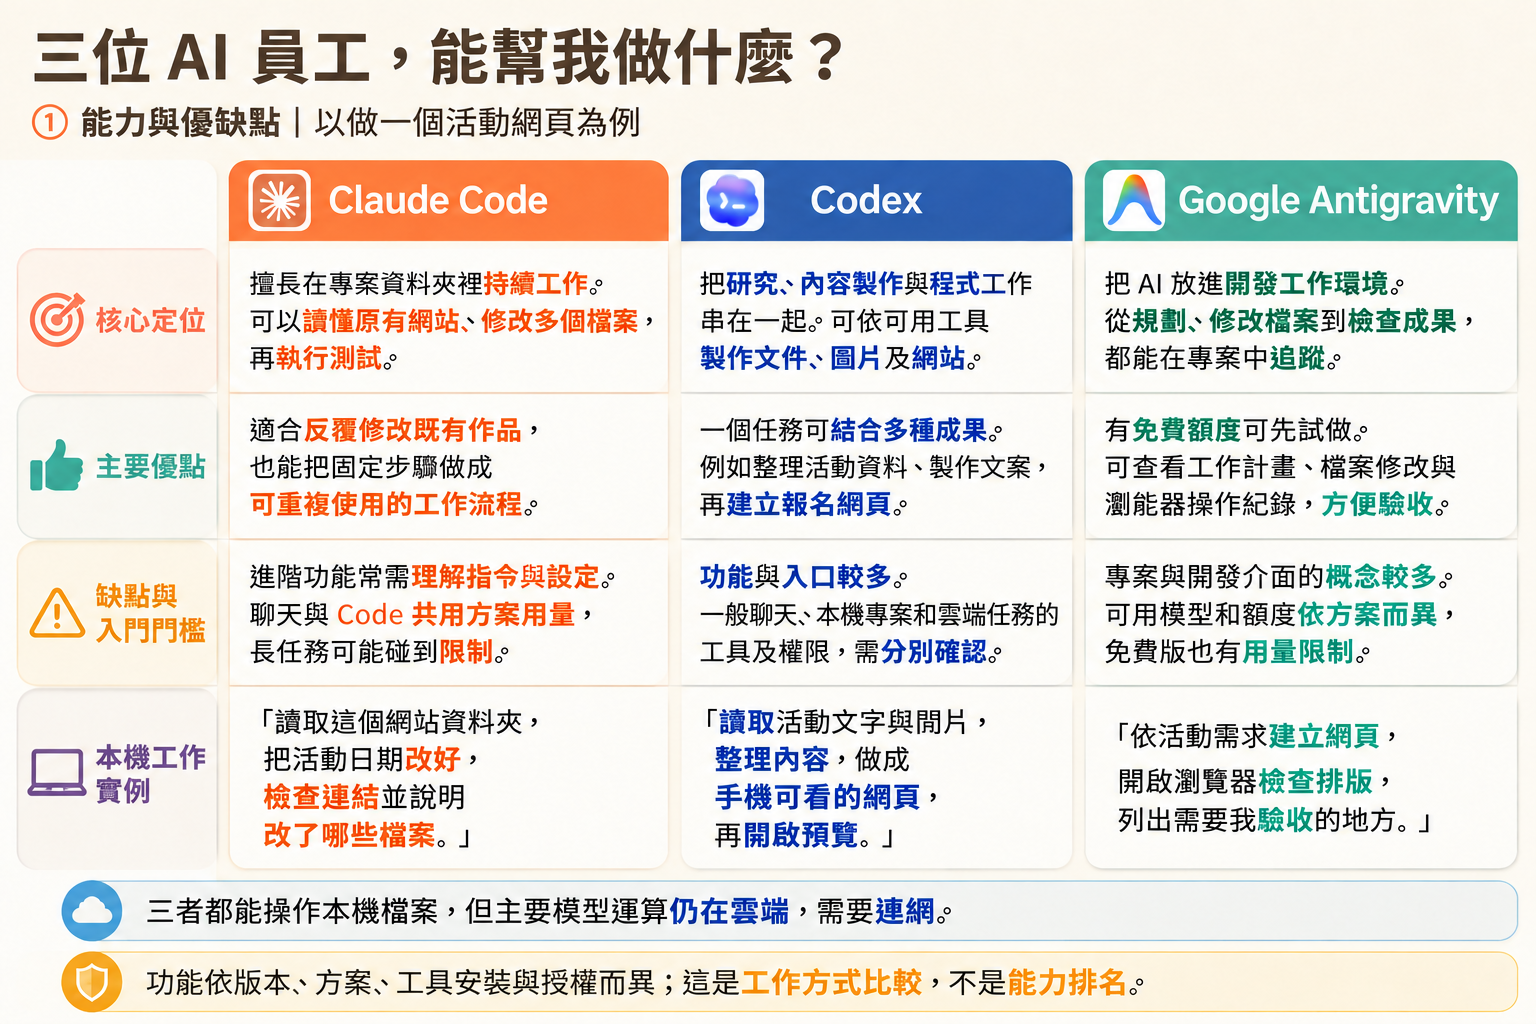 三位 AI 員工，能幫我做什麼？
① 能力與優缺點｜以做一個活動網頁為例
Claude Code
Codex
Google Antigravity
核心定位
擅長在專案資料夾裡持續工作。
可以讀懂原有網站、修改多個檔案，
再執行測試。
把研究、內容製作與程式工作
串在一起。可依可用工具
製作文件、圖片及網站。
把 AI 放進開發工作環境。
從規劃、修改檔案到檢查成果，
都能在專案中追蹤。
主要優點
適合反覆修改既有作品，
也能把固定步驟做成
可重複使用的工作流程。
一個任務可結合多種成果。
例如整理活動資料、製作文案，
再建立報名網頁。
有免費額度可先試做。
可查看工作計畫、檔案修改與
瀏能器操作紀錄，方便驗收。
缺點與
入門門檻
進階功能常需理解指令與設定。
聊天與 Code 共用方案用量，
長任務可能碰到限制。
功能與入口較多。
一般聊天、本機專案和雲端任務的
工具及權限，需分別確認。
專案與開發介面的概念較多。
可用模型和額度依方案而異，
免費版也有用量限制。
本機工作
實例
「讀取這個網站資料夾，
把活動日期改好，
檢查連結並說明
改了哪些檔案。」
「讀取活動文字與片，
整理內容，做成
手機可看的網頁，
再開啟預覽。」
「依活動需求建立網頁，
開啟瀏覽器檢查排版，
列出需要我驗收的地方。」
三者都能操作本機檔案，但主要模型運算仍在雲端，需要連網。
功能依版本、方案、工具安裝與授權而異；這是工作方式比較，不是能力排名。